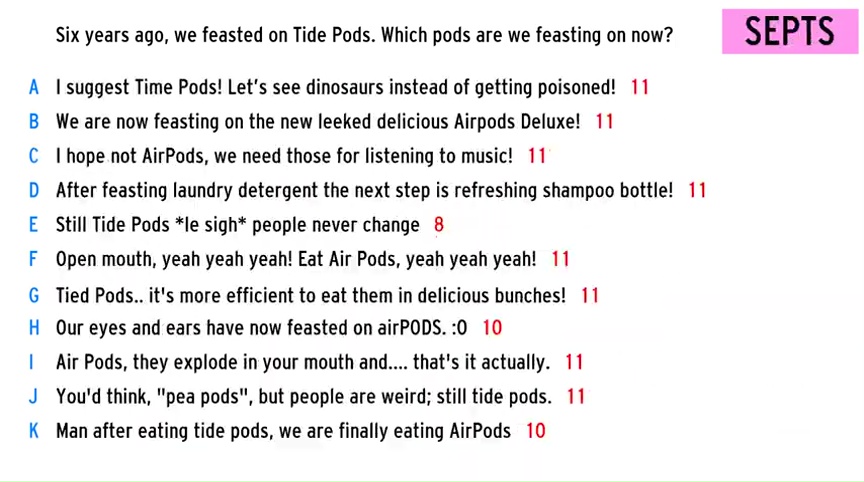 Six years ago, we feasted on Tide Pods. Which pods are we feasting on now?
SEPTS
A I suggest Time Pods! Let's see dinosaurs instead of getting poisoned! 11
B We are now feasting on the new leeked delicious Airpods Deluxe! 11
C I hope not AirPods, we need those for listening to music! 11
D After feasting laundry detergent the next step is refreshing shampoo bottle! 11
E Still Tide Pods *le sigh* people never change 8
F Open mouth, yeah yeah yeah! Eat Air Pods, yeah yeah yeah! 11
G Tied Pods.. it's more efficient to eat them in delicious bunches! 11
H Our eyes and ears have now feasted on airPODS. :O 10
I Air Pods, they explode in your mouth and.... that's it actually. 11
J You'd think, "pea pods", but people are weird; still tide pods. 11
K Man after eating tide pods, we are finally eating AirPods 10